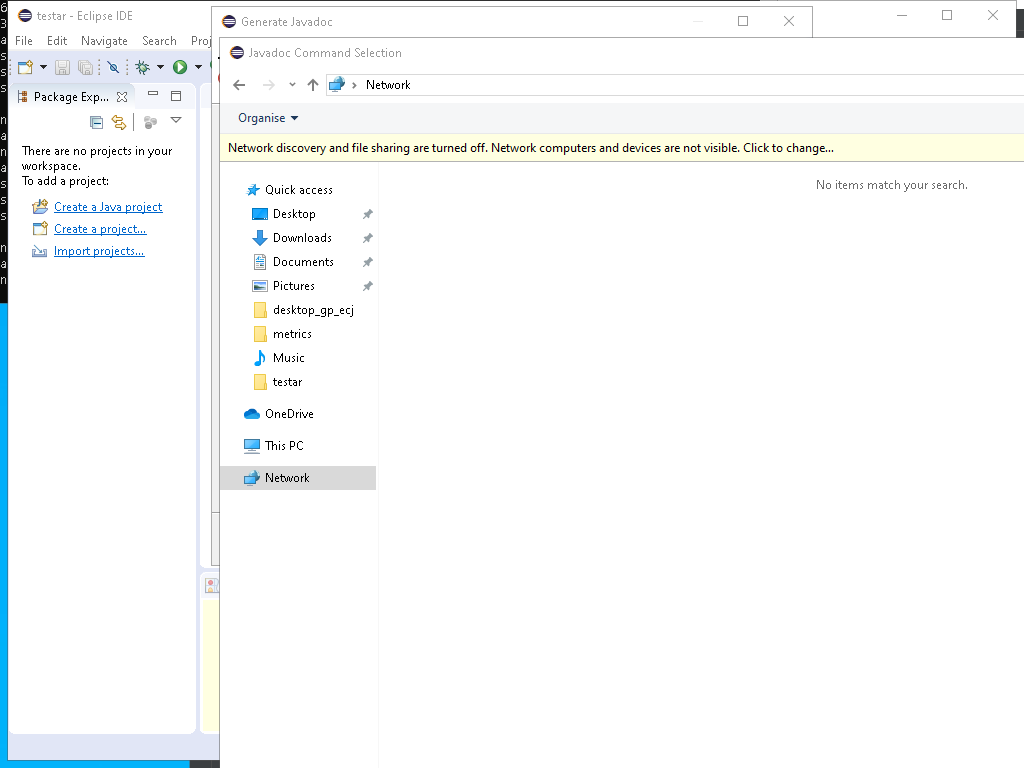 testar - Eclipse IDE
File Edit Navigate Search Proj
Package Exp...
There are no projects in your
workspace.
To add a project:
Create a Java project
Create a project...
Import projects...
Generate Javadoc
Javadoc Command Selection
Network
Organise
Network discovery and file sharing are turned off. Network computers and devices are not visible. Click to change...
Quick access
Desktop
Downloads
Documents
Pictures
desktop_gp_ecj
metrics
Music
testar
OneDrive
This PC
Network
No items match your search.